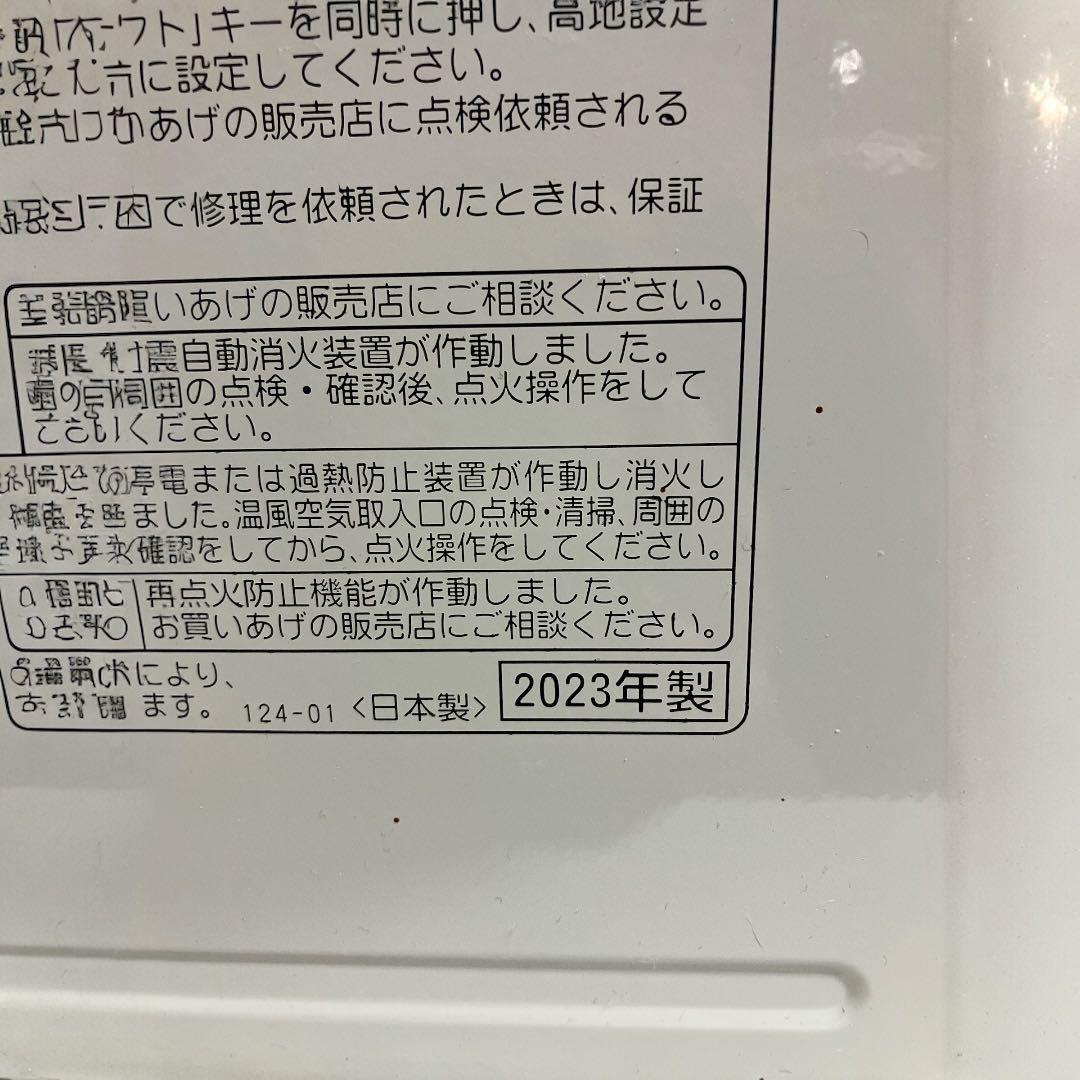 ト」キーを同時に押し、高地設定
に設定してください。
あげの販売店に点検依頼される
因で修理を依頼されたときは、保証
いあげの販売店にご相談ください。
震自動消火装置が作動しました。
周囲の点検・確認後、点火操作をして
ください。
停電または過熱防止装置が作動し消火し
ました。温風空気取入口の点検・清掃、周囲の
確認をしてから、点火操作をしてください。
再点火防止機能が作動しました。
お買いあげの販売店にご相談ください。
により、
ます。 124-01 <日本製> 2023年製